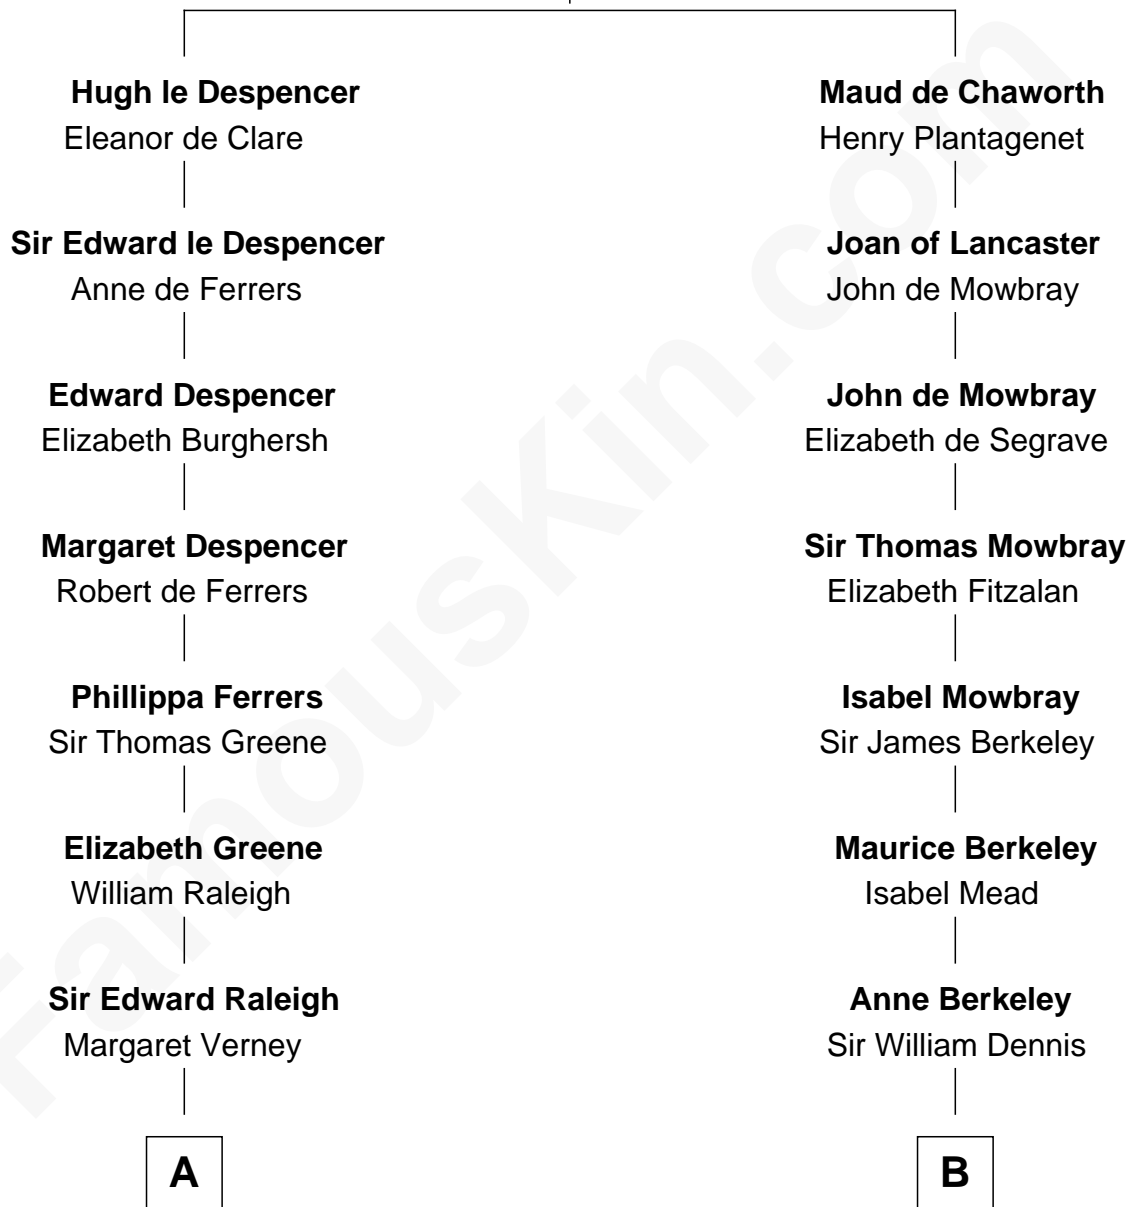 Hugh le Despencer
Eleanor de Clare
Sir Edward le Despencer
Anne de Ferrers
Edward Despencer
Elizabeth Burghersh
Margaret Despencer
Robert de Ferrers
Phillippa Ferrers
Sir Thomas Greene
Elizabeth Greene
William Raleigh
Sir Edward Raleigh
Margaret Verney
A
Maud de Chaworth
Henry Plantagenet
Joan of Lancaster
John de Mowbray
John de Mowbray
Elizabeth de Segrave
Sir Thomas Mowbray
Elizabeth Fitzalan
Isabel Mowbray
Sir James Berkeley
Maurice Berkeley
Isabel Mead
Anne Berkeley
Sir William Dennis
B
FamousKin.com